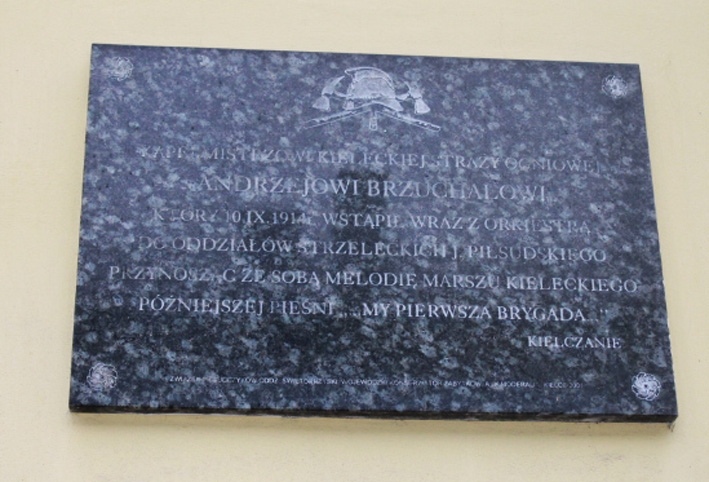 KAPELMISTRZOWI KIELECKIEJ STRAŻY OGNIOWEJ
ANDRZEJOWI BRZUCHAŁOWI
KTÓRY 10.IX.1914r. WSTĄPIŁ WRAZ Z ORKIESTRĄ
DO ODDZIAŁÓW STRZELECKICH J. PIŁSUDSKIEGO
PRZYNOSZĄC ZE SOBĄ MELODIĘ MARSZU KIELECKIEGO
PÓŹNIEJSZEJ PIEŚNI „MY PIERWSZA BRYGADA..."
KIELCZANIE